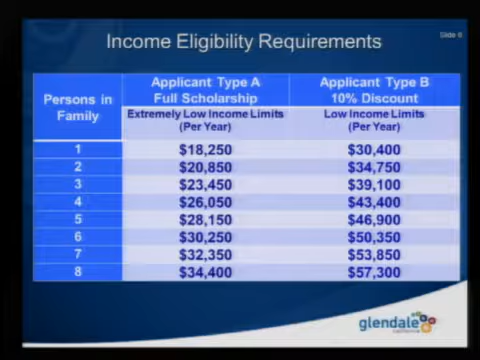 Slide 6
Income Eligibility Requirements
Persons in Family
Applicant Type A Full Scholarship
Applicant Type B 10% Discount
Extremely Low Income Limits (Per Year)
Low Income Limits (Per Year)
1 $18,250 $30,400
2 $20,850 $34,750
3 $23,450 $39,100
4 $26,050 $43,400
5 $28,150 $46,900
6 $30,250 $50,350
7 $32,350 $53,850
8 $34,400 $57,300
glendale
california